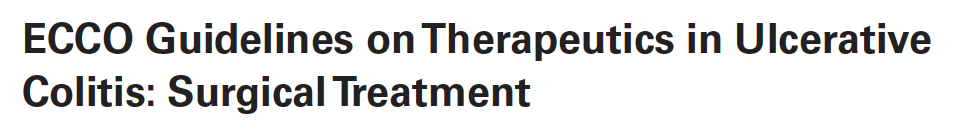 ECCO Guidelines on Therapeutics in Ulcerative
Colitis: Surgical Treatment